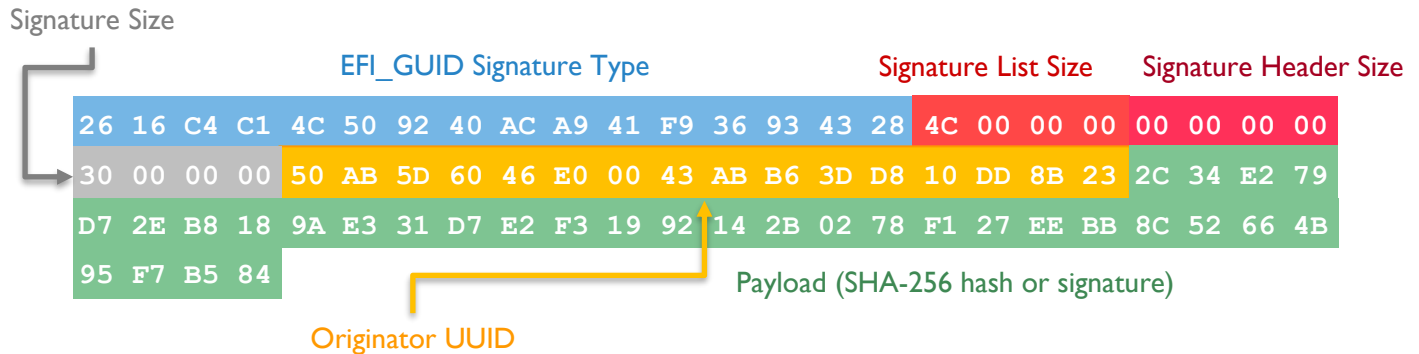 Signature Size
EFI_GUID Signature Type
Signature List Size
Signature Header Size
26 16 C4 C1 4C 50 92 40 AC A9 41 F9 36 93 43 28 4C 00 00 00 00 00 00 00
30 00 00 00 50 AB 5D 60 46 E0 00 43 AB B6 3D D8 10 DD 8B 23 2C 34 E2 79
D7 2E B8 18 9A E3 31 D7 E2 F3 19 92 14 2B 02 78 F1 27 EE BB 8C 52 66 4B
95 F7 B5 84
Payload (SHA-256 hash or signature)
Originator UUID